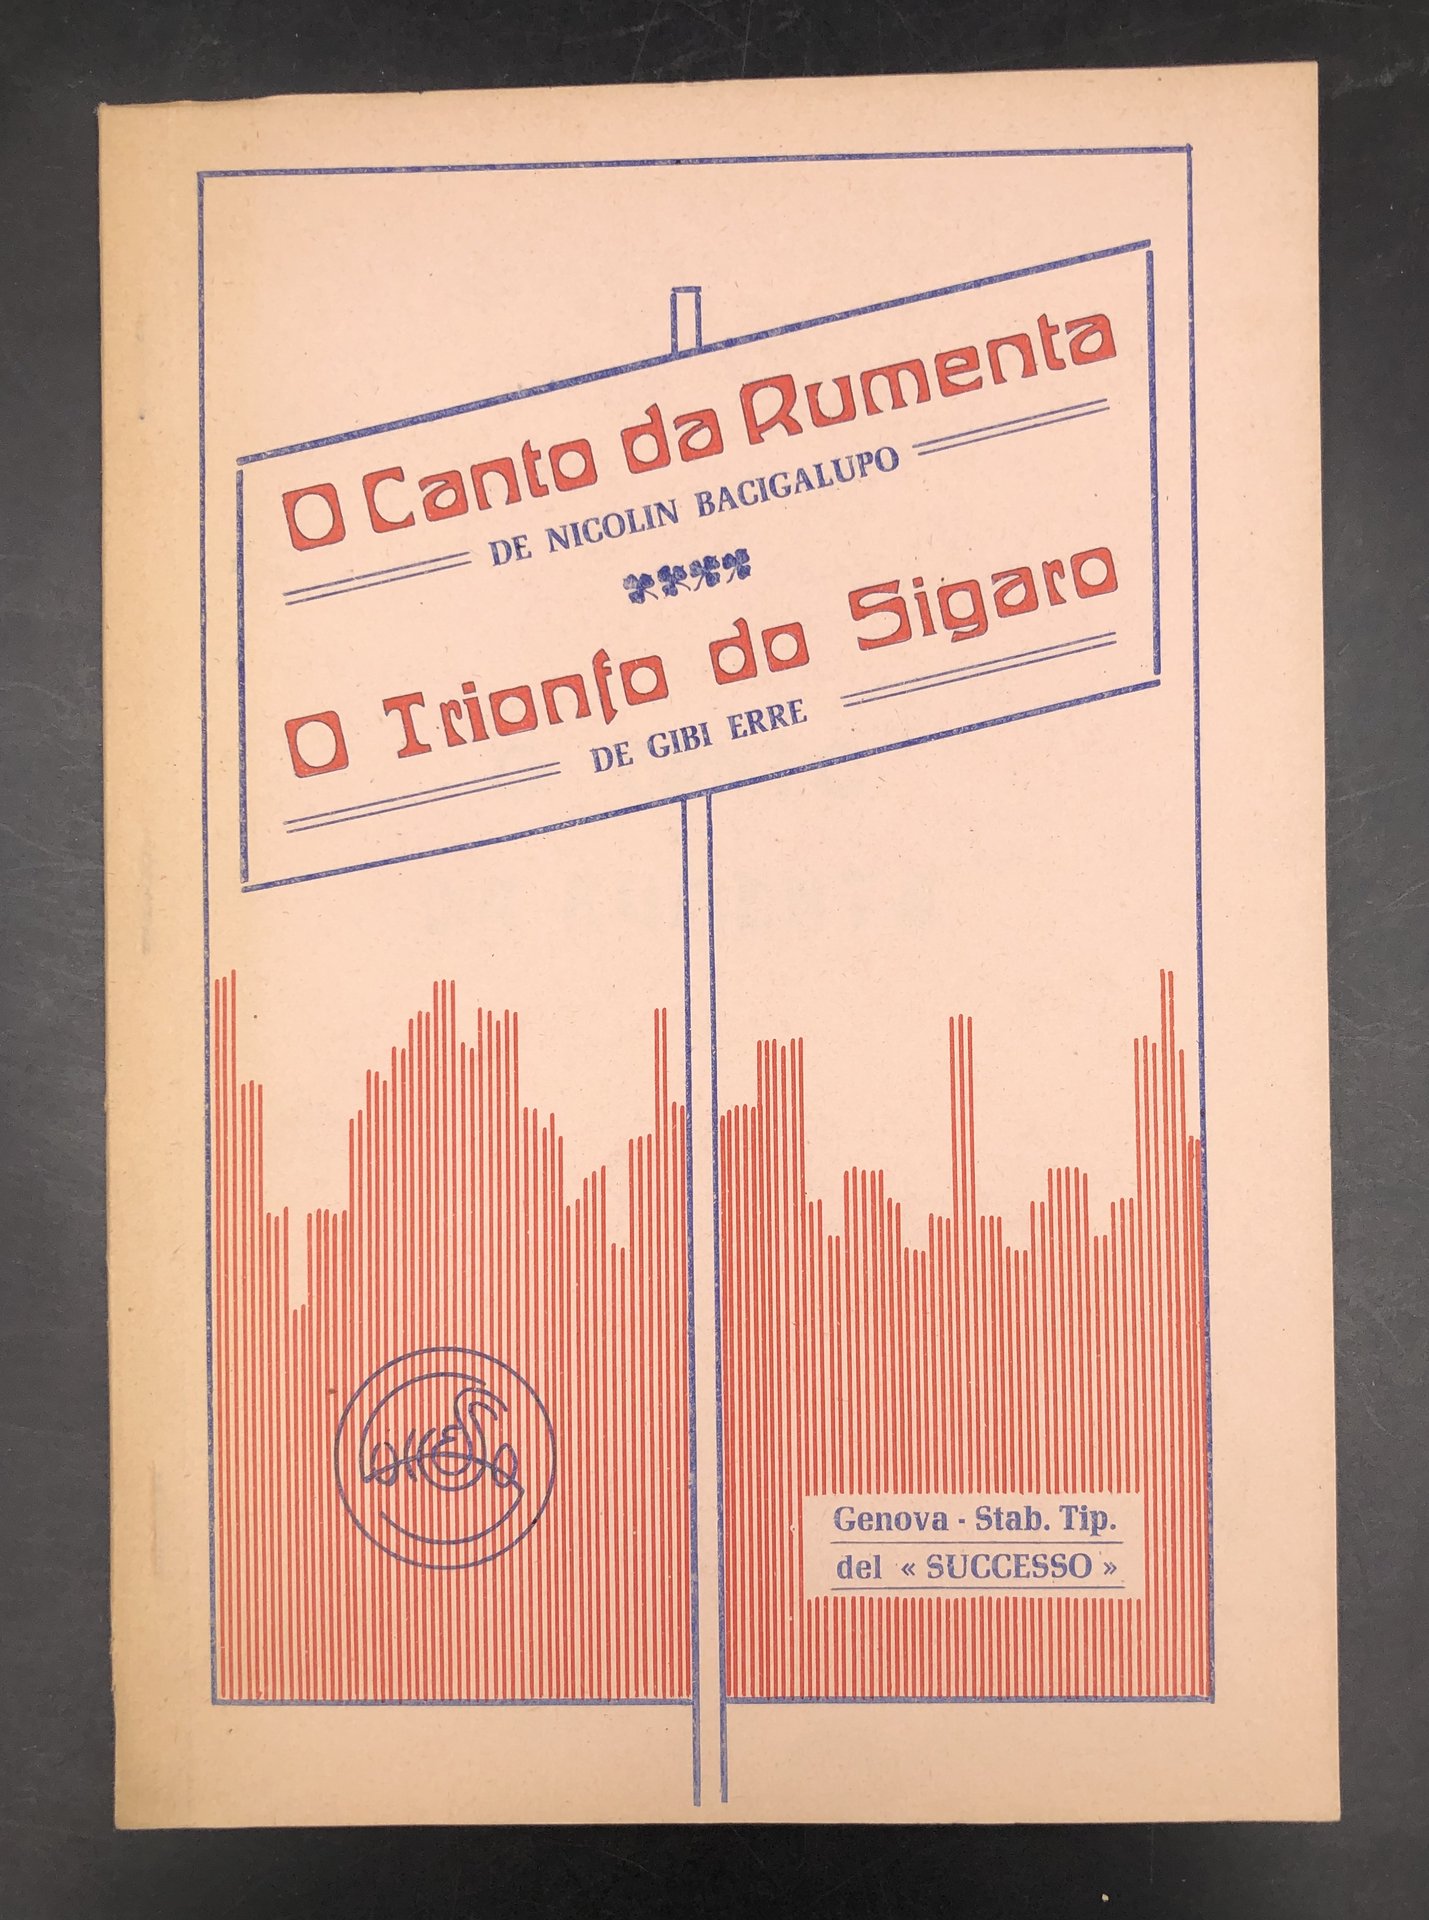 O Canto da Rumenta
DE NICOLIN BACIGALUPO
O Trionfo do Sigaro
DE GIBI ERRE
Genova - Stab. Tip.
del « SUCCESSO »